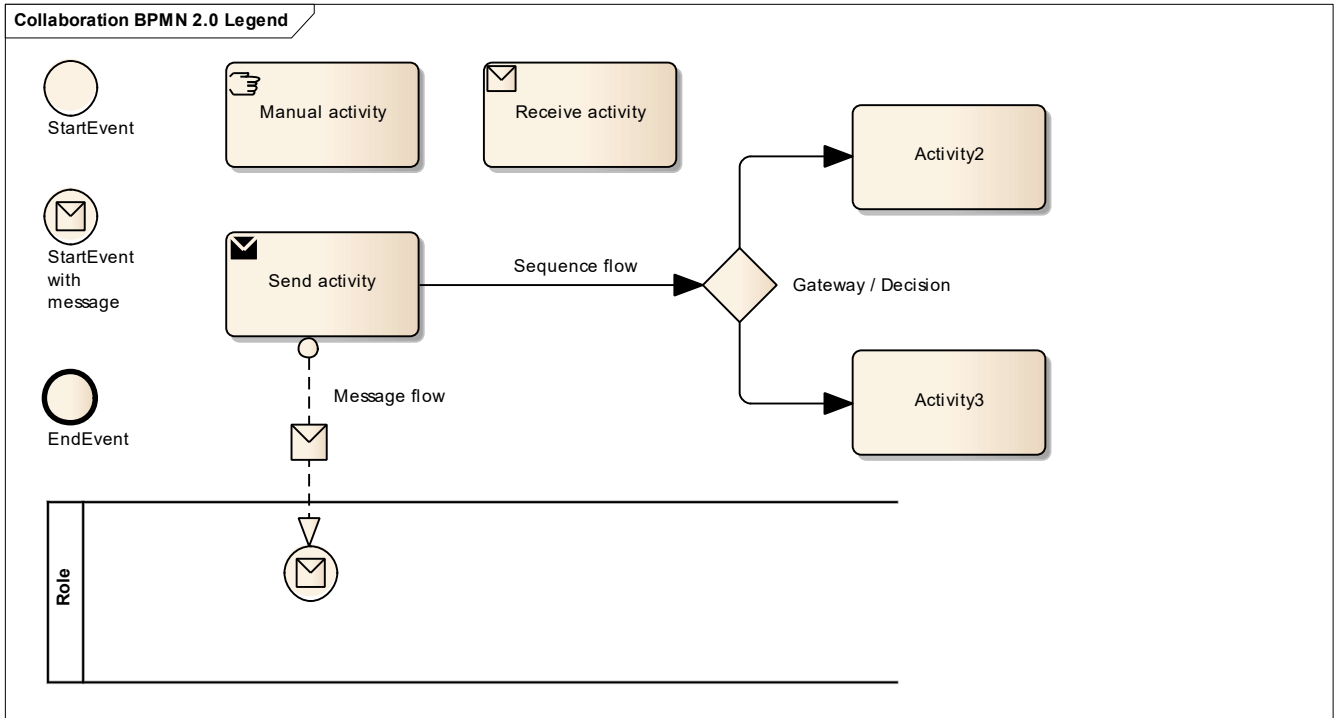 Collaboration BPMN 2.0 Legend
StartEvent
Manual activity
Receive activity
Activity2
StartEvent
with
message
Send activity
Sequence flow
Gateway / Decision
Message flow
Activity3
EndEvent
Role